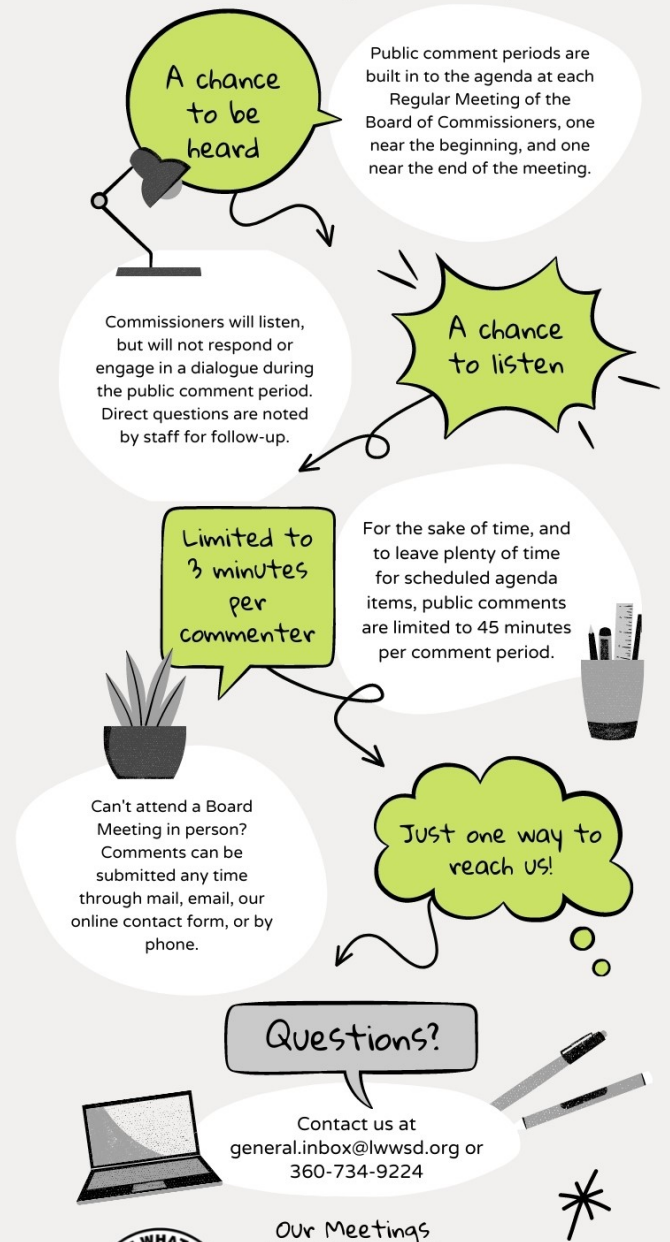 A chance
to be
heard
Public comment periods are
built in to the agenda at each
Regular Meeting of the
Board of Commissioners, one
near the beginning, and one
near the end of the meeting.
A chance
to listen
Commissioners will listen,
but will not respond or
engage in a dialogue during
the public comment period.
Direct questions are noted
by staff for follow-up.
Limited to
3 minutes
per
commenter
For the sake of time, and
to leave plenty of time
for scheduled agenda
items, public comments
are limited to 45 minutes
per comment period.
Just one way to
reach us!
Can't attend a Board
Meeting in person?
Comments can be
submitted any time
through mail, email, our
online contact form, or by
phone.
Questions?
Contact us at
general.inbox@lwwsd.org or
360-734-9224
Our Meetings